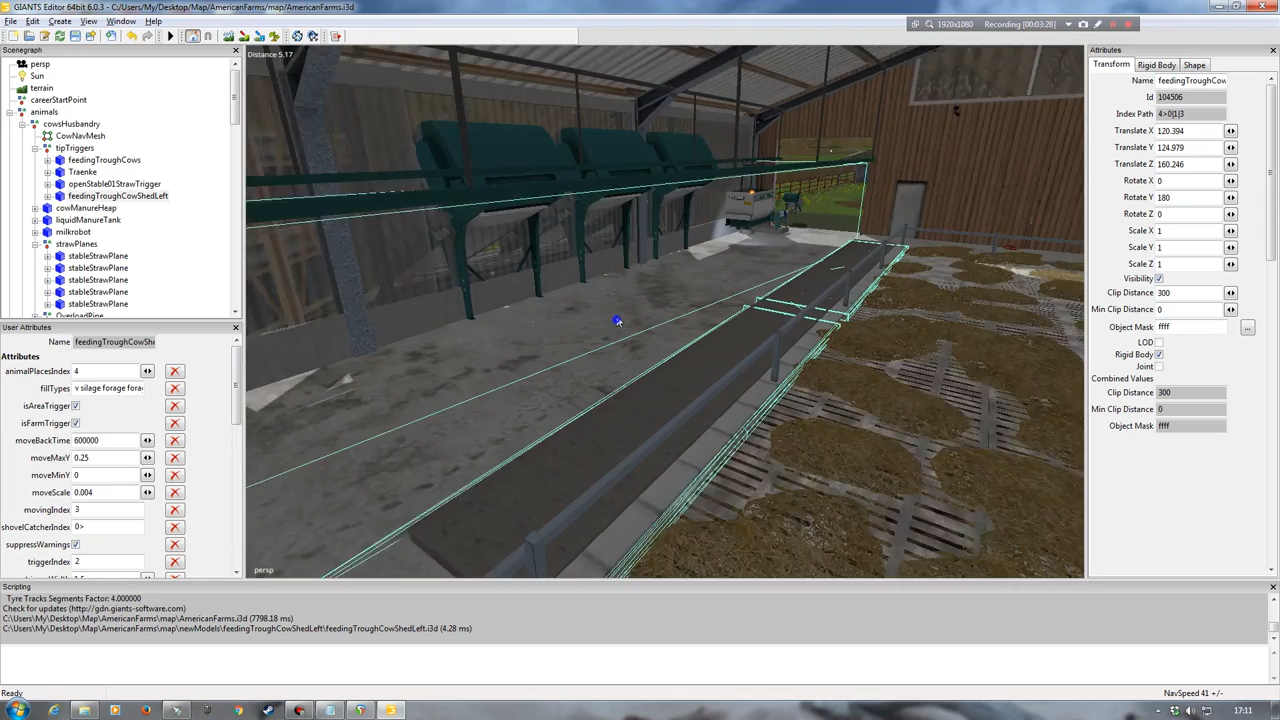 GIANTS Editor 64bit - C:/Users/My/Desktop/Map/AmericanFarms/map/AmericanFarms.i3d
File Edit Create View Window Help
1920x1080 Recording [00:03:28]
Scenegraph
persp
Sun
terrain
careerStartPoint
animals
cowsHusbandry
CowNavMesh
tipTriggers
feedingTroughCows
Traenke
openStable01StrawTrigger
feedingTroughCowShedLeft
cowManureHeap
liquidManureTank
milkrobot
strawPlanes
stableStrawPlane
stableStrawPlane
stableStrawPlane
stableStrawPlane
stableStrawPlane
OverloadPipe
User Attributes
Name feedingTroughCowShe
Attributes
animalPlacesIndex 4
fillTypes v silage forage fora
isAreaTrigger
isFarmTrigger
moveBackTime 600000
moveMaxY 0.25
moveMinY 0
moveScale 0.004
movingIndex 3
shovelCatcherIndex 0>
suppressWarnings
triggerIndex 2
Distance 5.17
persp
Attributes
Transform Rigid Body Shape
Name feedingTroughCow
Id 104506
Index Path 4>0|1|3
Translate X 120.394
Translate Y 124.979
Translate Z 160.246
Rotate X 0
Rotate Y 180
Rotate Z 0
Scale X 1
Scale Y 1
Scale Z 1
Visibility
Clip Distance 300
Min Clip Distance 0
Object Mask ffff ...
LOD
Rigid Body
Joint
Combined Values
Clip Distance 300
Min Clip Distance 0
Object Mask ffff
Scripting
Tyre Tracks Segments Factor: 4.000000
Check for updates (http://gdn.giants-software.com)
C:\Users\My\Desktop\Map\AmericanFarms\map\AmericanFarms.i3d (7798.18 ms)
C:\Users\My\Desktop\Map\AmericanFarms\map\newModels\feedingTroughCowShedLeft\feedingTroughCowShedLeft.i3d (4.28 ms)
Ready
NavSpeed 41 +/-
17:11